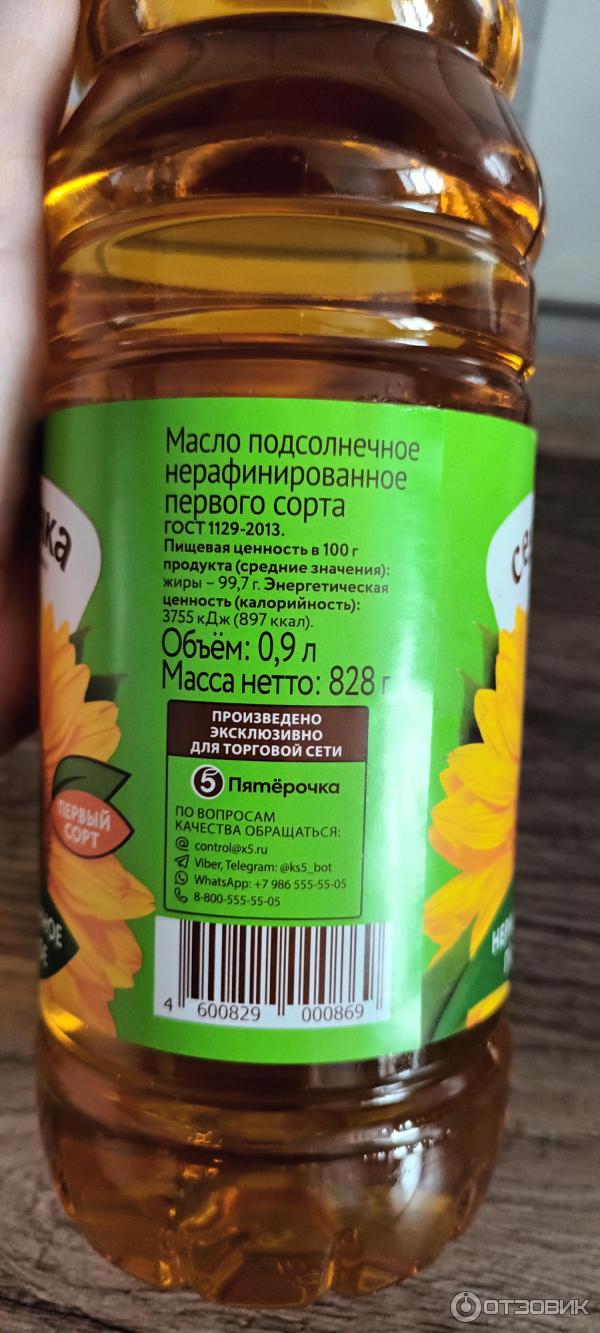 Масло подсолнечное
нерафинированное
первого сорта
ГОСТ 1129-2013.
Пищевая ценность в 100 г
продукта (средние значения):
жиры – 99,7 г. Энергетическая
ценность (калорийность):
3755 кДж (897 ккал).
Объём: 0,9 л
Масса нетто: 828 г
ПРОИЗВЕДЕНО
ЭКСКЛЮЗИВНО
ДЛЯ ТОРГОВОЙ СЕТИ
5 Пятёрочка
ПО ВОПРОСАМ
КАЧЕСТВА ОБРАЩАТЬСЯ:
control@x5.ru
Viber, Telegram: @ks5_bot
WhatsApp: +7 986 555-55-05
8-800-555-55-05
4 600829 000869
ПЕРВЫЙ
СОРТ
ОТЗОВИК